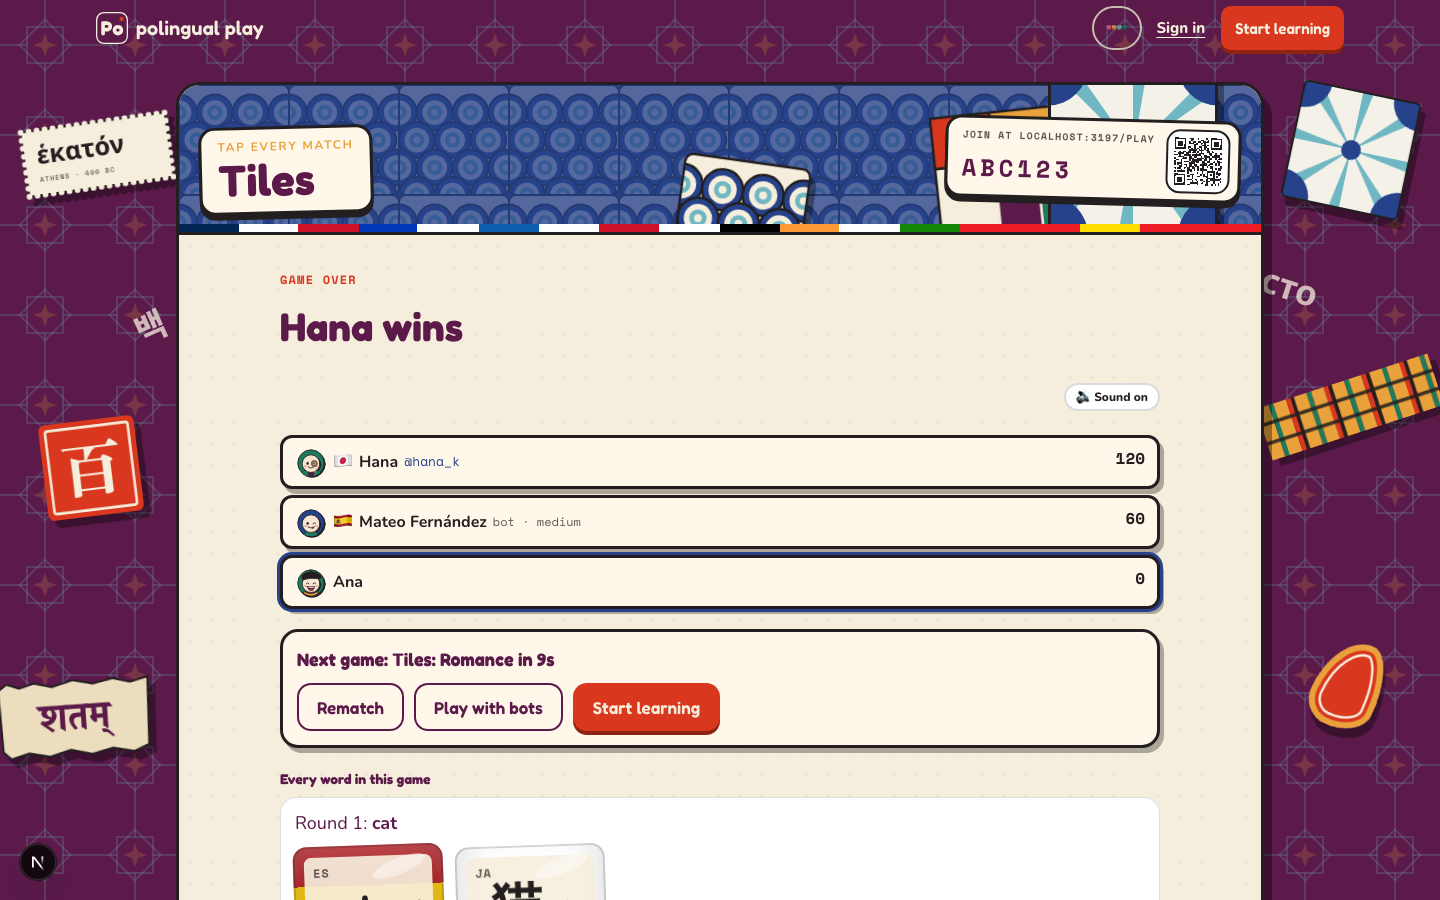 Po polingual play
Sign in
Start learning
ἑκατόν
ATHENS · 400 BC
TAP EVERY MATCH
Tiles
JOIN AT LOCALHOST:3197/PLAY
ABC123
백
СТО
百
शतम्
GAME OVER
Hana wins
Sound on
Hana @hana_k
120
Mateo Fernández bot · medium
60
Ana
0
Next game: Tiles: Romance in 9s
Rematch
Play with bots
Start learning
Every word in this game
Round 1: cat
ES
JA
猫
N